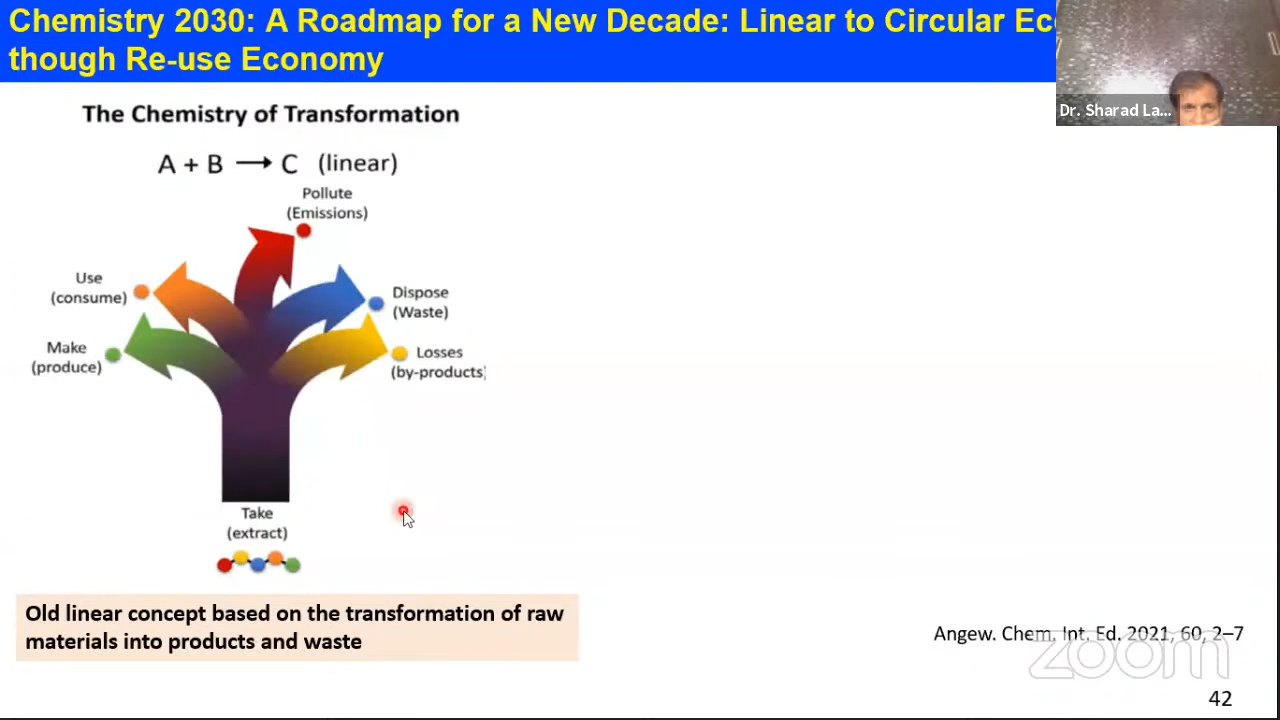 Chemistry 2030: A Roadmap for a New Decade: Linear to Circular
though Re-use Economy
Dr. Sharad La...
The Chemistry of Transformation
A + B → C (linear)
Pollute
(Emissions)
Use
(consume)
Dispose
(Waste)
Make
(produce)
Losses
(by-products)
Take
(extract)
Old linear concept based on the transformation of raw
materials into products and waste
Angew. Chem. Int. Ed. 2021, 60, 2–7
zoom
42